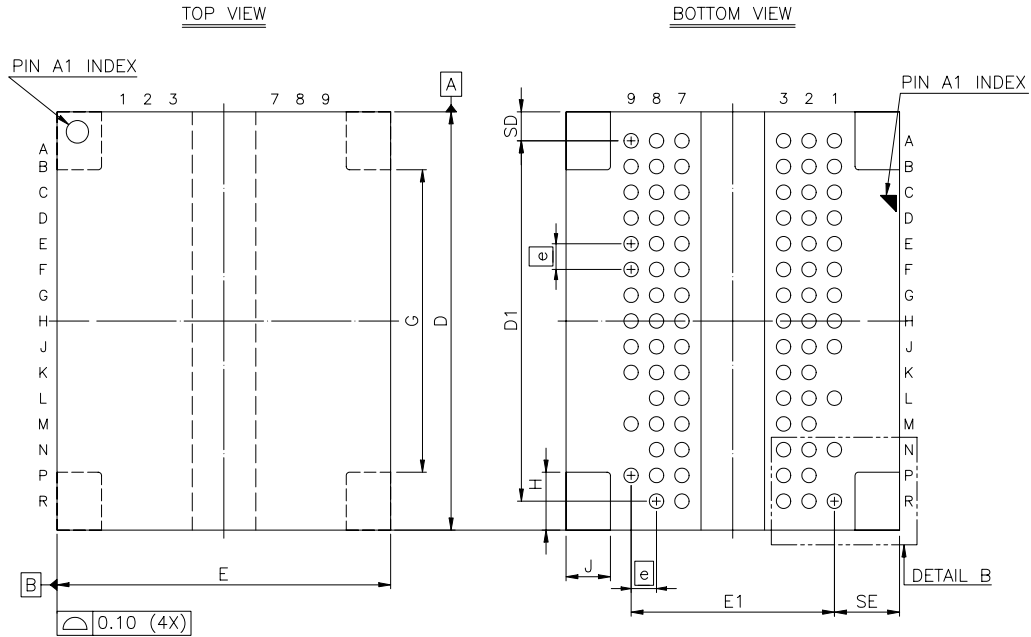 TOP VIEW
BOTTOM VIEW
PIN A1 INDEX
PIN A1 INDEX
A
1 2 3 7 8 9
9 8 7 3 2 1
SD
A
B
C
D
E
F
G
H
J
K
L
M
N
P
R
G
D
e
D1
H
A
B
C
D
E
F
G
H
J
K
L
M
N
P
R
B
E
J
e
E1
SE
DETAIL B
0.10 (4X)